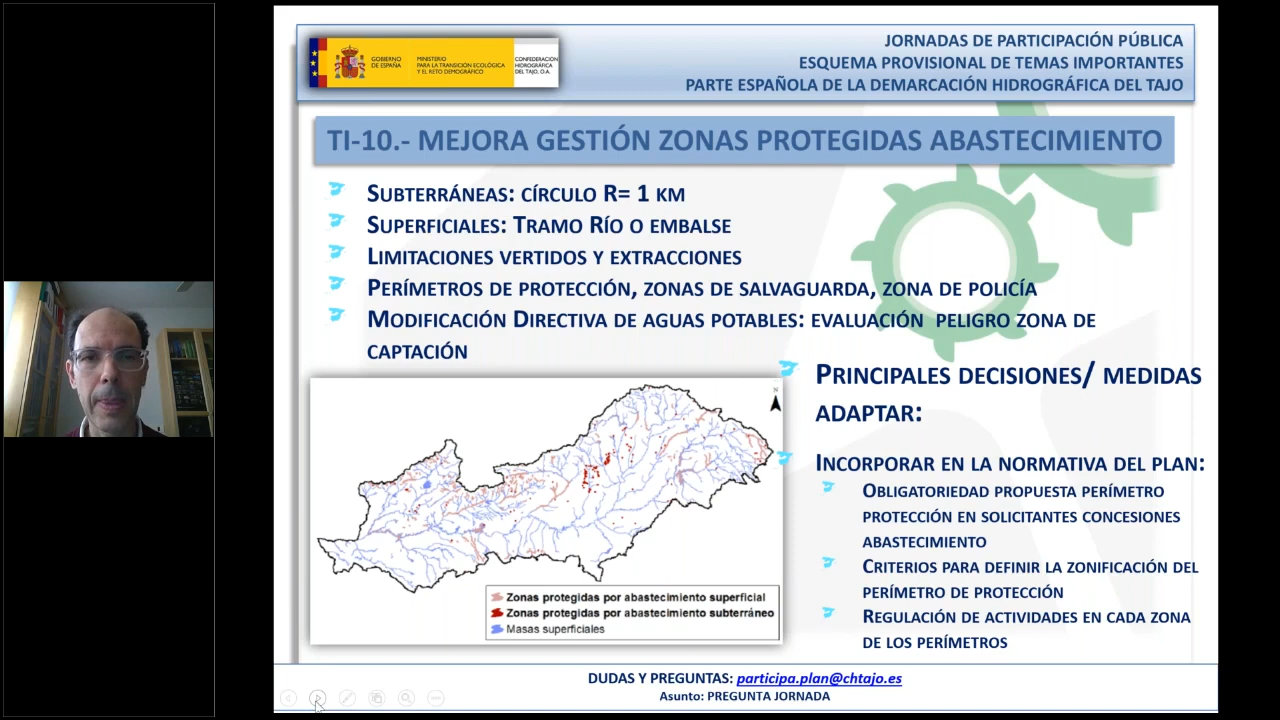 GOBIERNO
DE ESPAÑA
MINISTERIO
PARA LA TRANSICIÓN ECOLÓGICA
Y EL RETO DEMOGRÁFICO
CONFEDERACIÓN
HIDROGRÁFICA
DEL TAJO, O.A.
JORNADAS DE PARTICIPACIÓN PÚBLICA
ESQUEMA PROVISIONAL DE TEMAS IMPORTANTES
PARTE ESPAÑOLA DE LA DEMARCACIÓN HIDROGRÁFICA DEL TAJO
TI-10.- MEJORA GESTIÓN ZONAS PROTEGIDAS ABASTECIMIENTO
SUBTERRÁNEAS: CÍRCULO R= 1 KM
SUPERFICIALES: TRAMO RÍO O EMBALSE
LIMITACIONES VERTIDOS Y EXTRACCIONES
PERÍMETROS DE PROTECCIÓN, ZONAS DE SALVAGUARDA, ZONA DE POLICÍA
MODIFICACIÓN DIRECTIVA DE AGUAS POTABLES: EVALUACIÓN PELIGRO ZONA DE
CAPTACIÓN
N
Zonas protegidas por abastecimiento superficial
Zonas protegidas por abastecimiento subterráneo
Masas superficiales
PRINCIPALES DECISIONES/ MEDIDAS
ADAPTAR:
INCORPORAR EN LA NORMATIVA DEL PLAN:
OBLIGATORIEDAD PROPUESTA PERÍMETRO
PROTECCIÓN EN SOLICITANTES CONCESIONES
ABASTECIMIENTO
CRITERIOS PARA DEFINIR LA ZONIFICACIÓN DEL
PERÍMETRO DE PROTECCIÓN
REGULACIÓN DE ACTIVIDADES EN CADA ZONA
DE LOS PERÍMETROS
DUDAS Y PREGUNTAS: participa.plan@chtajo.es
Asunto: PREGUNTA JORNADA